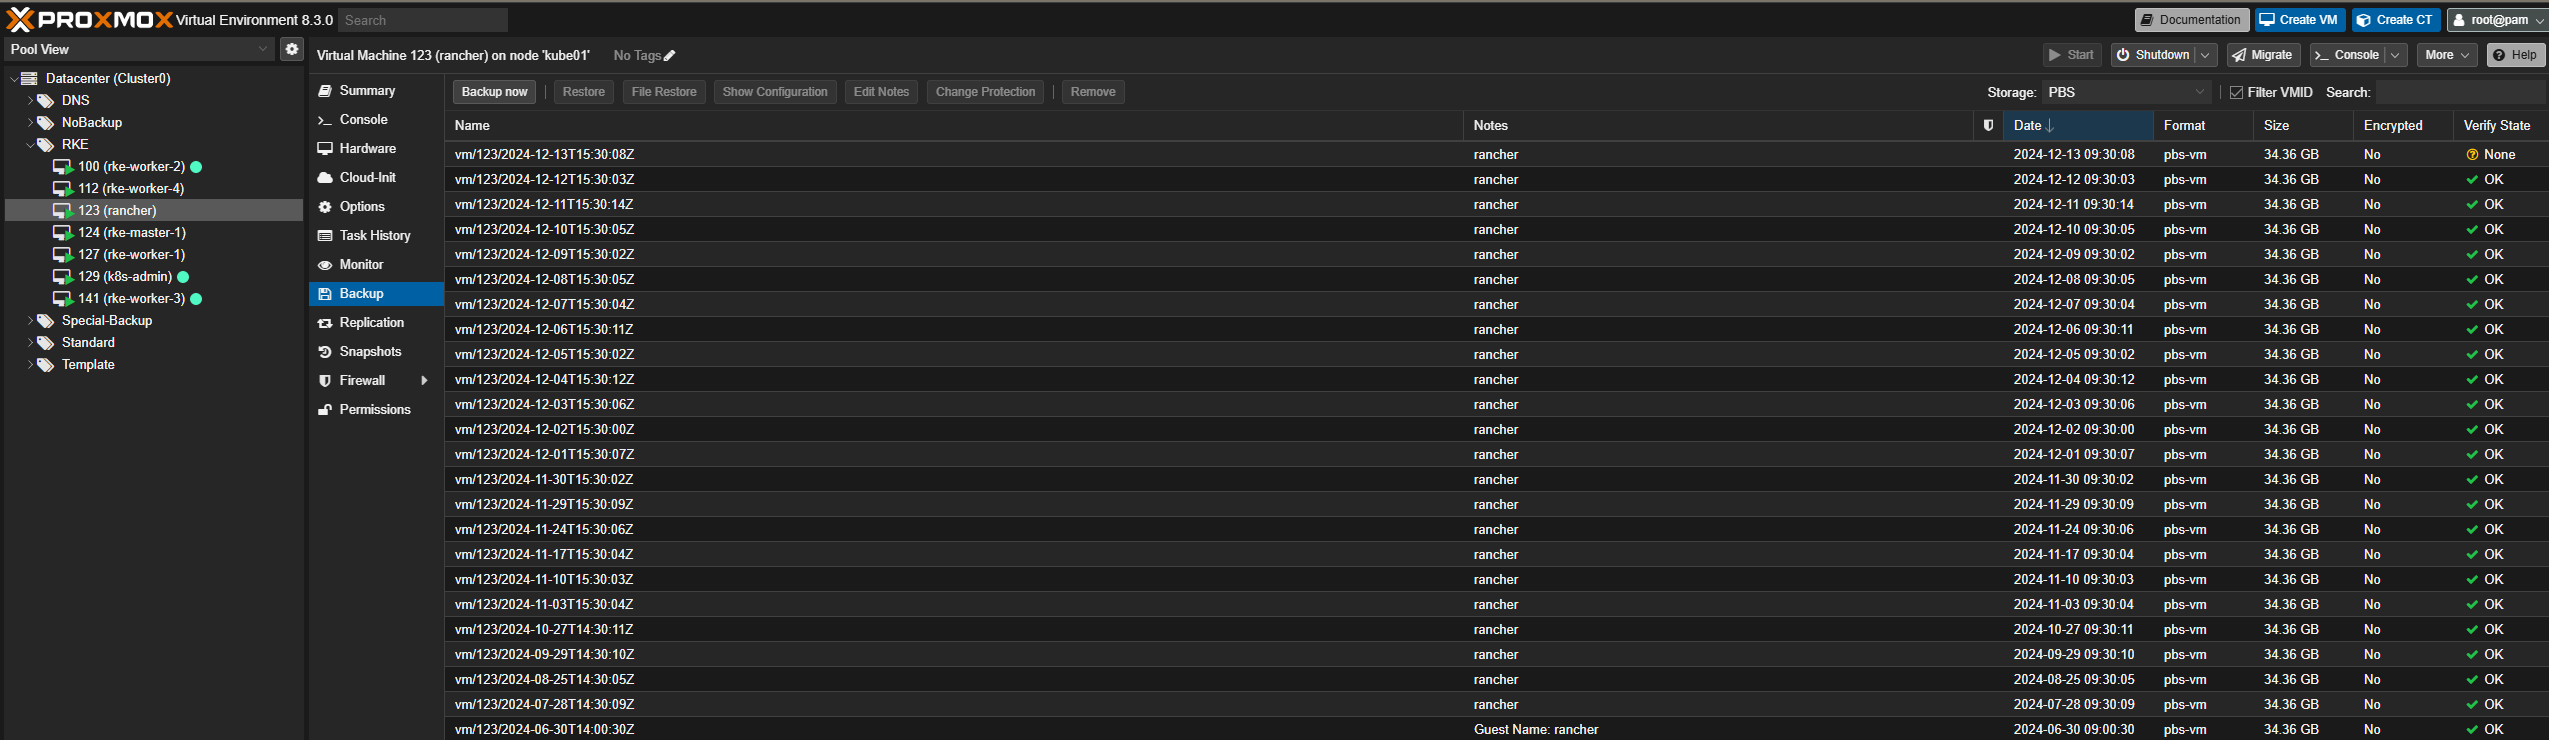 PROXMOX Virtual Environment 8.3.0 Search Documentation Create VM Create CT root@pam
Pool View
Datacenter (Cluster0)
DNS
NoBackup
RKE
100 (rke-worker-2)
112 (rke-worker-4)
123 (rancher)
124 (rke-master-1)
127 (rke-worker-1)
129 (k8s-admin)
141 (rke-worker-3)
Special-Backup
Standard
Template
Virtual Machine 123 (rancher) on node 'kube01' No Tags Start Shutdown Migrate Console More Help
Summary
Console
Hardware
Cloud-Init
Options
Task History
Monitor
Backup
Replication
Snapshots
Firewall
Permissions
Backup now Restore File Restore Show Configuration Edit Notes Change Protection Remove Storage: PBS Filter VMID Search:
Name Notes Date Format Size Encrypted Verify State
vm/123/2024-12-13T15:30:08Z rancher 2024-12-13 09:30:08 pbs-vm 34.36 GB No None
vm/123/2024-12-12T15:30:03Z rancher 2024-12-12 09:30:03 pbs-vm 34.36 GB No OK
vm/123/2024-12-11T15:30:14Z rancher 2024-12-11 09:30:14 pbs-vm 34.36 GB No OK
vm/123/2024-12-10T15:30:05Z rancher 2024-12-10 09:30:05 pbs-vm 34.36 GB No OK
vm/123/2024-12-09T15:30:02Z rancher 2024-12-09 09:30:02 pbs-vm 34.36 GB No OK
vm/123/2024-12-08T15:30:05Z rancher 2024-12-08 09:30:05 pbs-vm 34.36 GB No OK
vm/123/2024-12-07T15:30:04Z rancher 2024-12-07 09:30:04 pbs-vm 34.36 GB No OK
vm/123/2024-12-06T15:30:11Z rancher 2024-12-06 09:30:11 pbs-vm 34.36 GB No OK
vm/123/2024-12-05T15:30:02Z rancher 2024-12-05 09:30:02 pbs-vm 34.36 GB No OK
vm/123/2024-12-04T15:30:12Z rancher 2024-12-04 09:30:12 pbs-vm 34.36 GB No OK
vm/123/2024-12-03T15:30:06Z rancher 2024-12-03 09:30:06 pbs-vm 34.36 GB No OK
vm/123/2024-12-02T15:30:00Z rancher 2024-12-02 09:30:00 pbs-vm 34.36 GB No OK
vm/123/2024-12-01T15:30:07Z rancher 2024-12-01 09:30:07 pbs-vm 34.36 GB No OK
vm/123/2024-11-30T15:30:02Z rancher 2024-11-30 09:30:02 pbs-vm 34.36 GB No OK
vm/123/2024-11-29T15:30:09Z rancher 2024-11-29 09:30:09 pbs-vm 34.36 GB No OK
vm/123/2024-11-24T15:30:06Z rancher 2024-11-24 09:30:06 pbs-vm 34.36 GB No OK
vm/123/2024-11-17T15:30:04Z rancher 2024-11-17 09:30:04 pbs-vm 34.36 GB No OK
vm/123/2024-11-10T15:30:03Z rancher 2024-11-10 09:30:03 pbs-vm 34.36 GB No OK
vm/123/2024-11-03T15:30:04Z rancher 2024-11-03 09:30:04 pbs-vm 34.36 GB No OK
vm/123/2024-10-27T14:30:11Z rancher 2024-10-27 09:30:11 pbs-vm 34.36 GB No OK
vm/123/2024-09-29T14:30:10Z rancher 2024-09-29 09:30:10 pbs-vm 34.36 GB No OK
vm/123/2024-08-25T14:30:05Z rancher 2024-08-25 09:30:05 pbs-vm 34.36 GB No OK
vm/123/2024-07-28T14:30:09Z rancher 2024-07-28 09:30:09 pbs-vm 34.36 GB No OK
vm/123/2024-06-30T14:00:30Z Guest Name: rancher 2024-06-30 09:00:30 pbs-vm 34.36 GB No OK